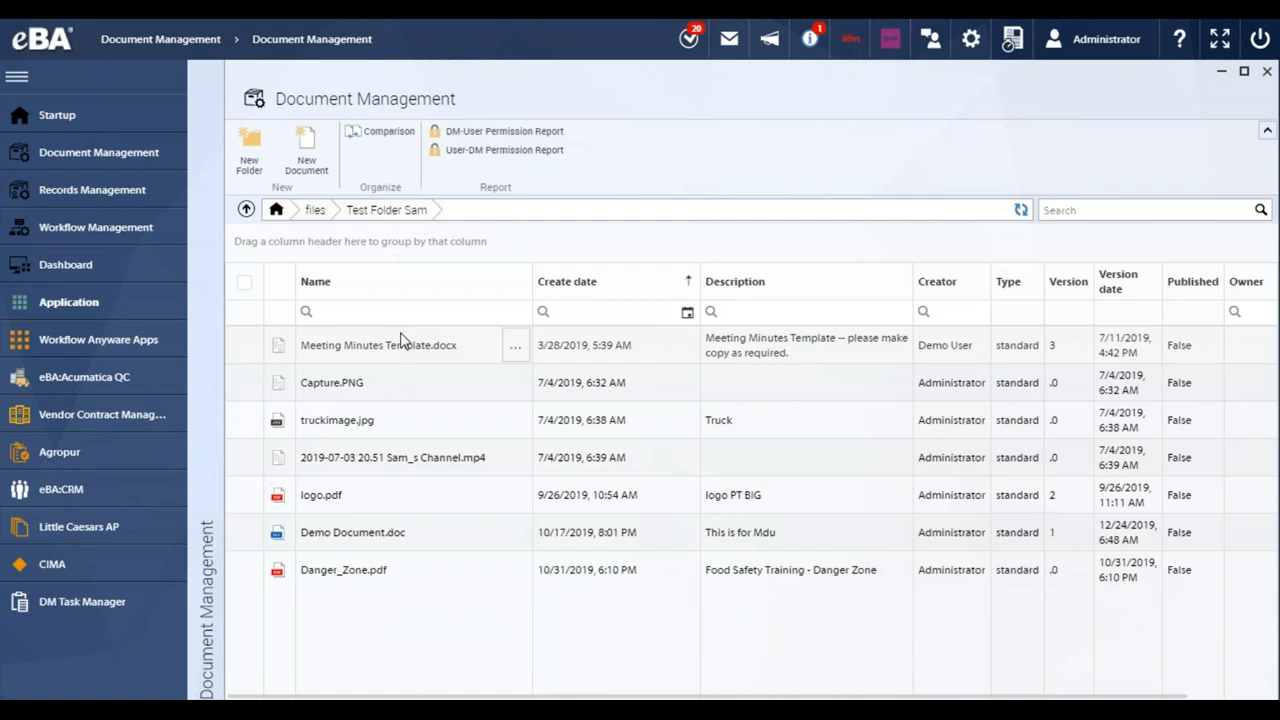 eBA
Document Management > Document Management
20
1
Administrator
?
Startup
Document Management
Records Management
Workflow Management
Dashboard
Application
Workflow Anyware Apps
eBA:Acumatica QC
Vendor Contract Manag...
Agropur
eBA:CRM
Little Caesars AP
CIMA
DM Task Manager
Document Management
Document Management
New Folder
New Document
New
Comparison
Organize
DM-User Permission Report
User-DM Permission Report
Report
files
Test Folder Sam
Search
Drag a column header here to group by that column
Name Create date Description Creator Type Version Version date Published Owner
Meeting Minutes Template.docx ... 3/28/2019, 5:39 AM Meeting Minutes Template -- please make copy as required. Demo User standard 3 7/11/2019, 4:42 PM False
Capture.PNG 7/4/2019, 6:32 AM Administrator standard .0 7/4/2019, 6:32 AM False
truckimage.jpg 7/4/2019, 6:38 AM Truck Administrator standard .0 7/4/2019, 6:38 AM False
2019-07-03 20.51 Sam_s Channel.mp4 7/4/2019, 6:39 AM Administrator standard .0 7/4/2019, 6:39 AM False
logo.pdf 9/26/2019, 10:54 AM logo PT BIG Administrator standard 2 9/26/2019, 11:11 AM False
Demo Document.doc 10/17/2019, 8:01 PM This is for Mdu Administrator standard 1 12/24/2019, 6:48 AM False
Danger_Zone.pdf 10/31/2019, 6:10 PM Food Safety Training - Danger Zone Administrator standard .0 10/31/2019, 6:10 PM False